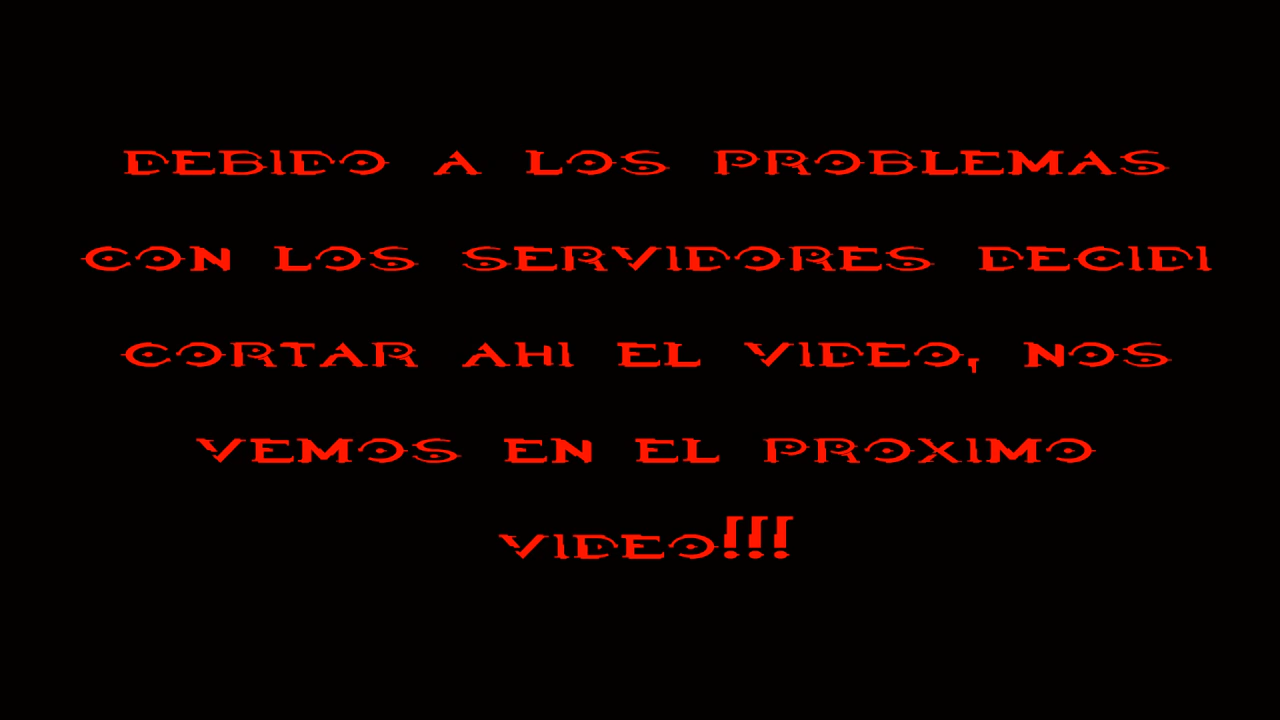 DEBIDO A LOS PROBLEMAS
CON LOS SERVIDORES DECIDI
CORTAR AHI EL VIDEO, NOS
VEMOS EN EL PROXIMO
VIDEO!!!